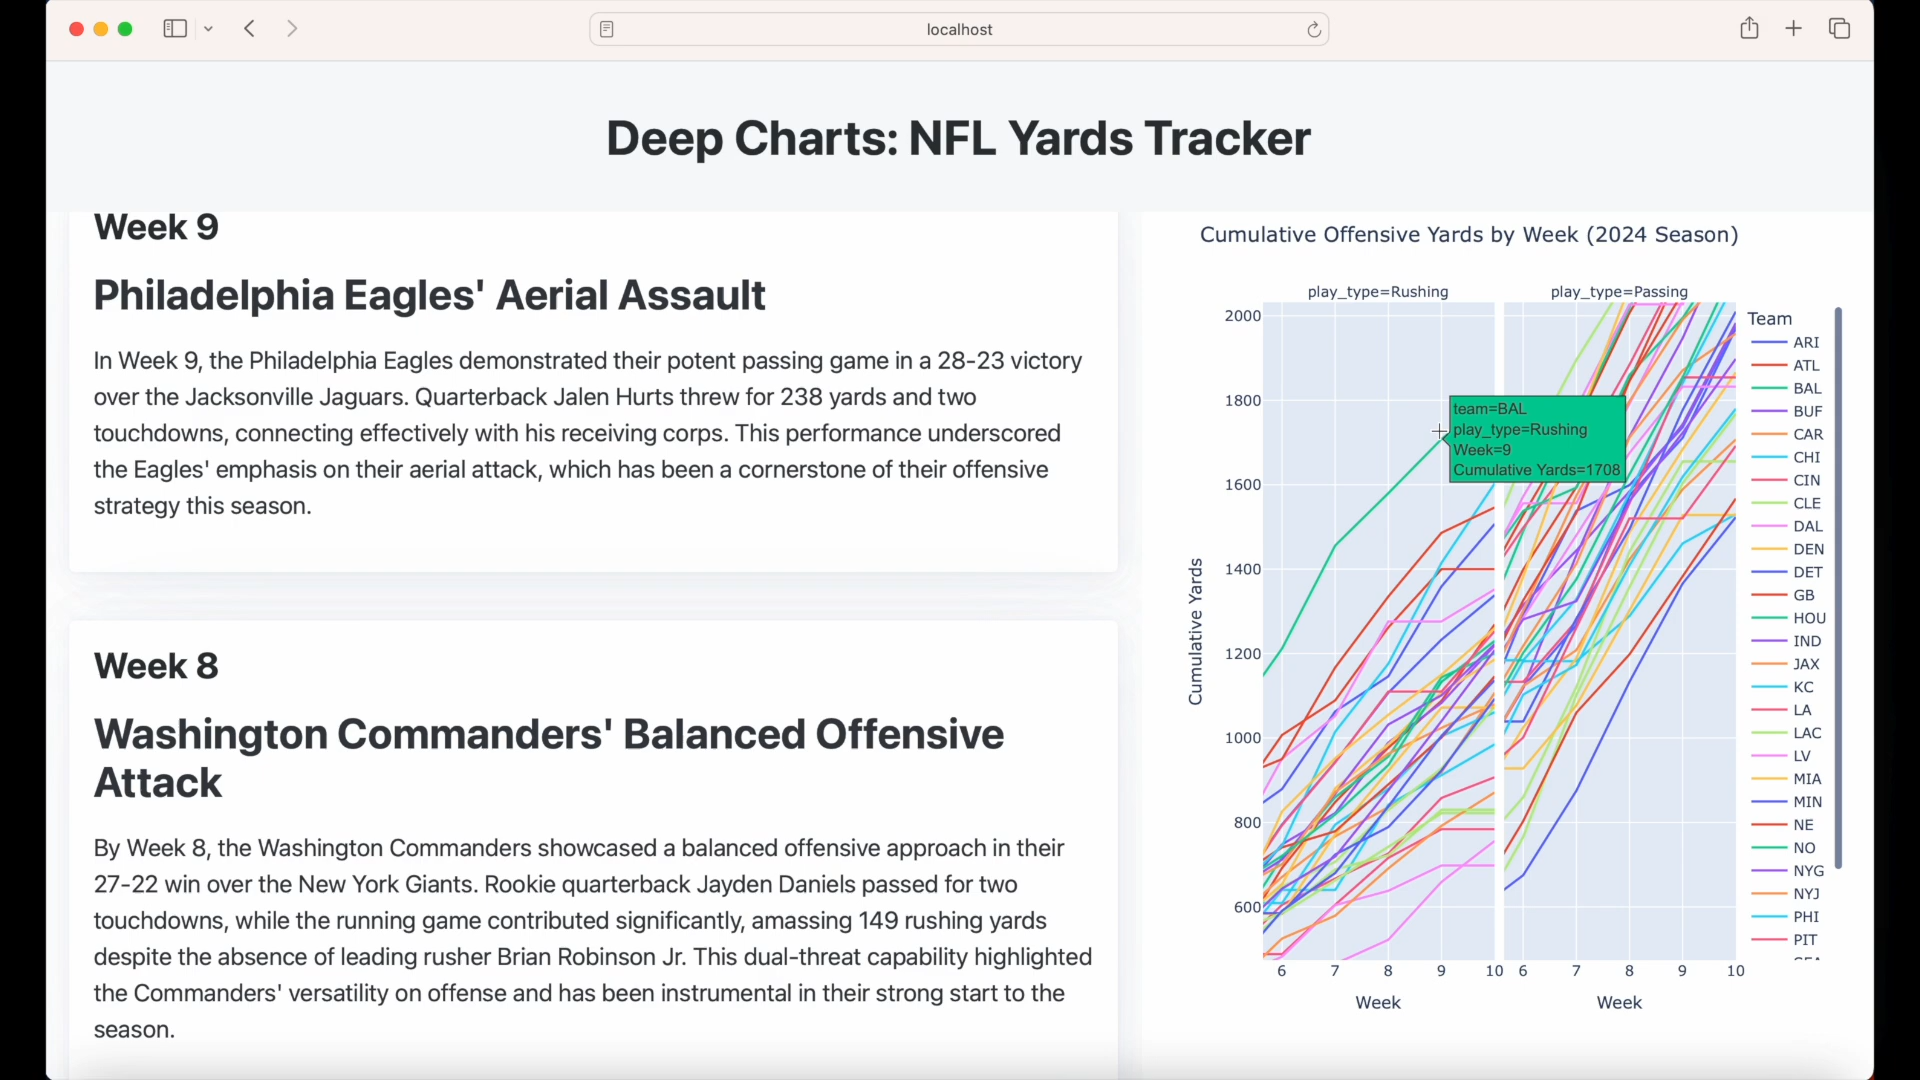 localhost
Deep Charts: NFL Yards Tracker
Week 9
Philadelphia Eagles' Aerial Assault
In Week 9, the Philadelphia Eagles demonstrated their potent passing game in a 28-23 victory
over the Jacksonville Jaguars. Quarterback Jalen Hurts threw for 238 yards and two
touchdowns, connecting effectively with his receiving corps. This performance underscored
the Eagles' emphasis on their aerial attack, which has been a cornerstone of their offensive
strategy this season.
Week 8
Washington Commanders' Balanced Offensive
Attack
By Week 8, the Washington Commanders showcased a balanced offensive approach in their
27-22 win over the New York Giants. Rookie quarterback Jayden Daniels passed for two
touchdowns, while the running game contributed significantly, amassing 149 rushing yards
despite the absence of leading rusher Brian Robinson Jr. This dual-threat capability highlighted
the Commanders' versatility on offense and has been instrumental in their strong start to the
season.
Cumulative Offensive Yards by Week (2024 Season)
play_type=Rushing
play_type=Passing
2000
1800
1600
1400
1200
1000
800
600
Cumulative Yards
team=BAL
play_type=Rushing
Week=9
Cumulative Yards=1708
6 7 8 9 10
6 7 8 9 10
Week
Week
Team
ARI
ATL
BAL
BUF
CAR
CHI
CIN
CLE
DAL
DEN
DET
GB
HOU
IND
JAX
KC
LA
LAC
LV
MIA
MIN
NE
NO
NYG
NYJ
PHI
PIT